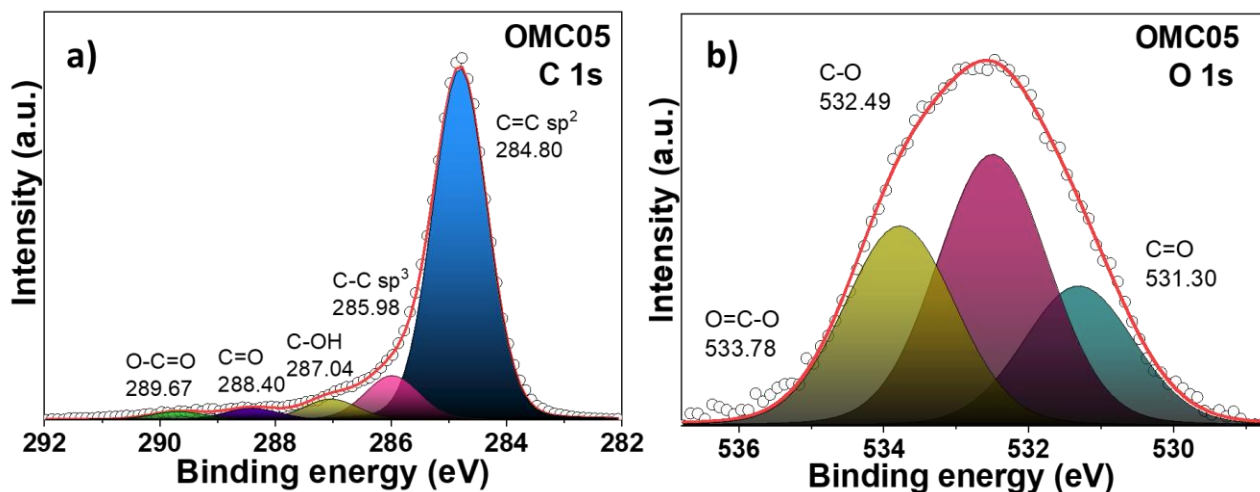 a)
OMC05
C 1s
C=C sp²
284.80
C-C sp³
285.98
C-OH
287.04
C=O
288.40
O-C=O
289.67
Intensity (a.u.)
292 290 288 286 284 282
Binding energy (eV)
b)
OMC05
O 1s
C-O
532.49
C=O
531.30
O=C-O
533.78
Intensity (a.u.)
536 534 532 530
Binding energy (eV)